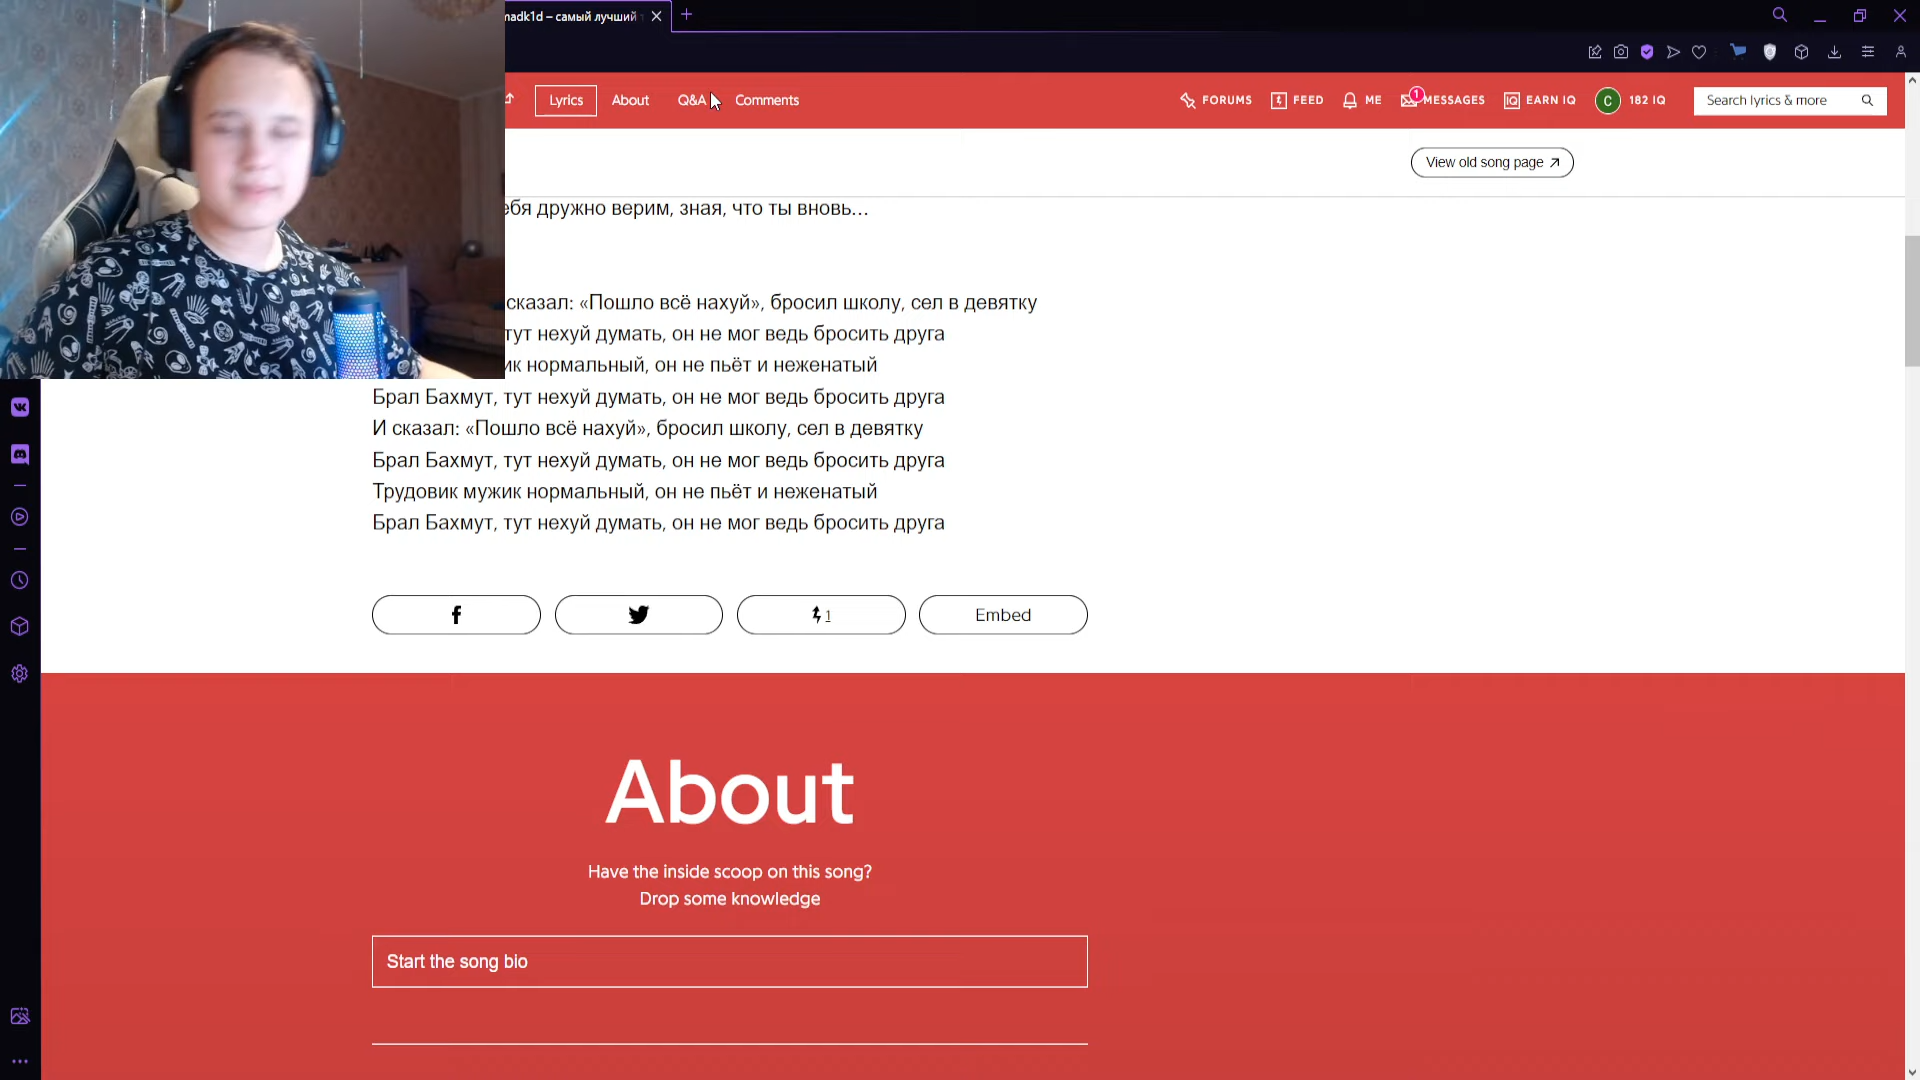 madk1d – самый лучший
Lyrics
About
Q&A
Comments
FORUMS
FEED
ME
1
MESSAGES
IQ
EARN IQ
C
182 IQ
Search lyrics & more
View old song page
дружно верим, зная, что ты вновь...
сказал: «Пошло всё нахуй», бросил школу, сел в девятку
тут нехуй думать, он не мог ведь бросить друга
нормальный, он не пьёт и неженатый
Брал Бахмут, тут нехуй думать, он не мог ведь бросить друга
И сказал: «Пошло всё нахуй», бросил школу, сел в девятку
Брал Бахмут, тут нехуй думать, он не мог ведь бросить друга
Трудовик мужик нормальный, он не пьёт и неженатый
Брал Бахмут, тут нехуй думать, он не мог ведь бросить друга
1
Embed
About
Have the inside scoop on this song?
Drop some knowledge
Start the song bio